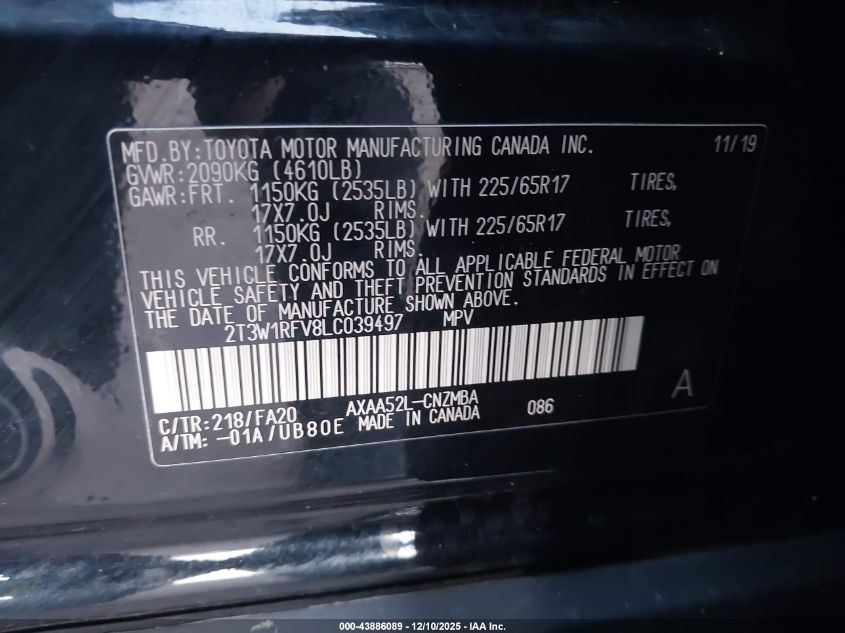 MFD.BY:TOYOTA MOTOR MANUFACTURING CANADA INC. 11/19
GVWR:2090KG (4610LB)
GAWR:FRT. 1150KG (2535LB) WITH 225/65R17 TIRES,
17X7.0J RIMS.
RR. 1150KG (2535LB) WITH 225/65R17 TIRES,
17X7.0J RIMS.
THIS VEHICLE CONFORMS TO ALL APPLICABLE FEDERAL MOTOR
VEHICLE SAFETY AND THEFT PREVENTION STANDARDS IN EFFECT ON
THE DATE OF MANUFACTURE SHOWN ABOVE.
2T3W1RFV8LC039497 MPV
A
C/TR:218/FA20 AXAA52L-CNZMBA 086
A/TM: -01A/UB80E MADE IN CANADA
000-43886089 - 12/10/2025 - IAA Inc.